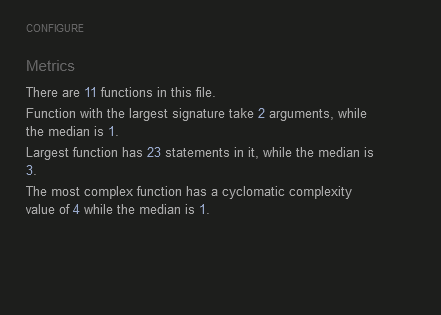 CONFIGURE
Metrics
There are 11 functions in this file.
Function with the largest signature take 2 arguments, while
the median is 1.
Largest function has 23 statements in it, while the median is
3.
The most complex function has a cyclomatic complexity
value of 4 while the median is 1.